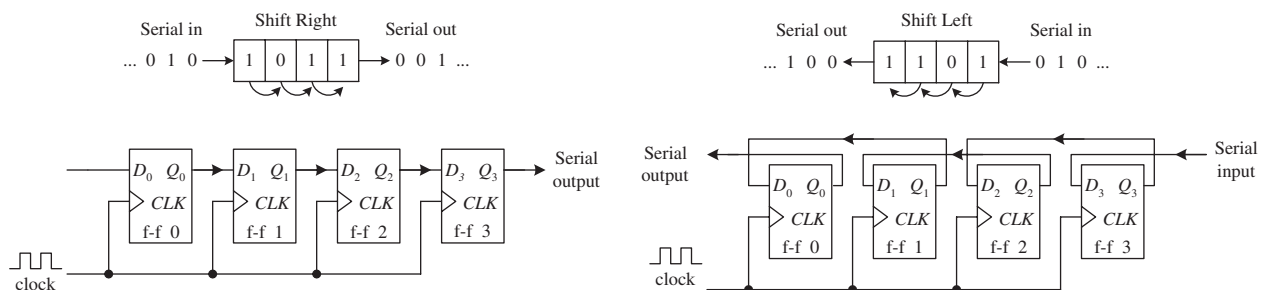 Shift Right
Serial in
Serial out
... 0 1 0
1 0 1 1
0 0 1 ...
D0 Q0
D1 Q1
D2 Q2
D3 Q3
Serial
output
CLK
CLK
CLK
CLK
f-f 0
f-f 1
f-f 2
f-f 3
clock
Shift Left
Serial out
Serial in
... 1 0 0
1 1 0 1
0 1 0 ...
Serial
output
Serial
input
D0 Q0
D1 Q1
D2 Q2
D3 Q3
CLK
CLK
CLK
CLK
f-f 0
f-f 1
f-f 2
f-f 3
clock